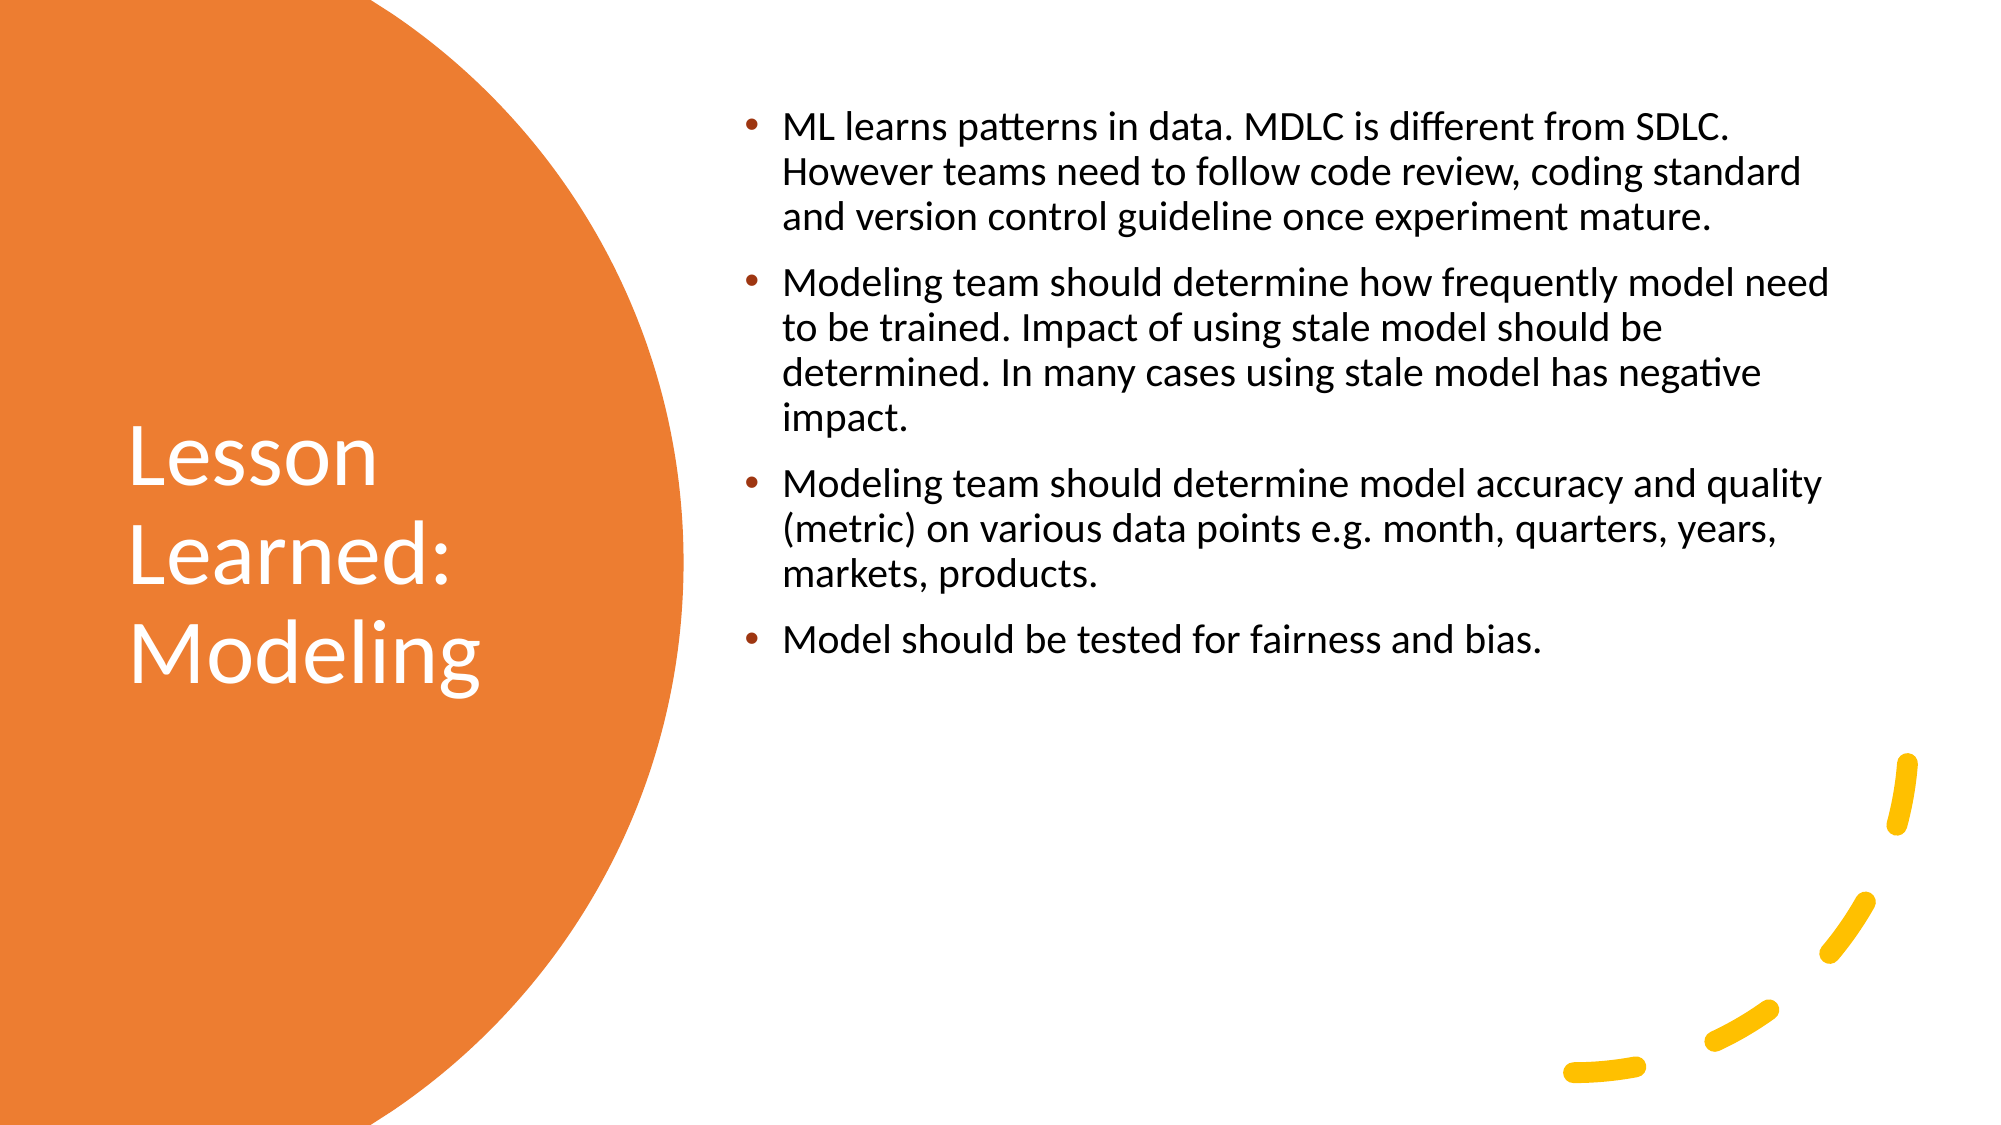 Lesson
Learned:
Modeling
• ML learns patterns in data. MDLC is different from SDLC.
However teams need to follow code review, coding standard
and version control guideline once experiment mature.
• Modeling team should determine how frequently model need
to be trained. Impact of using stale model should be
determined. In many cases using stale model has negative
impact.
• Modeling team should determine model accuracy and quality
(metric) on various data points e.g. month, quarters, years,
markets, products.
• Model should be tested for fairness and bias.